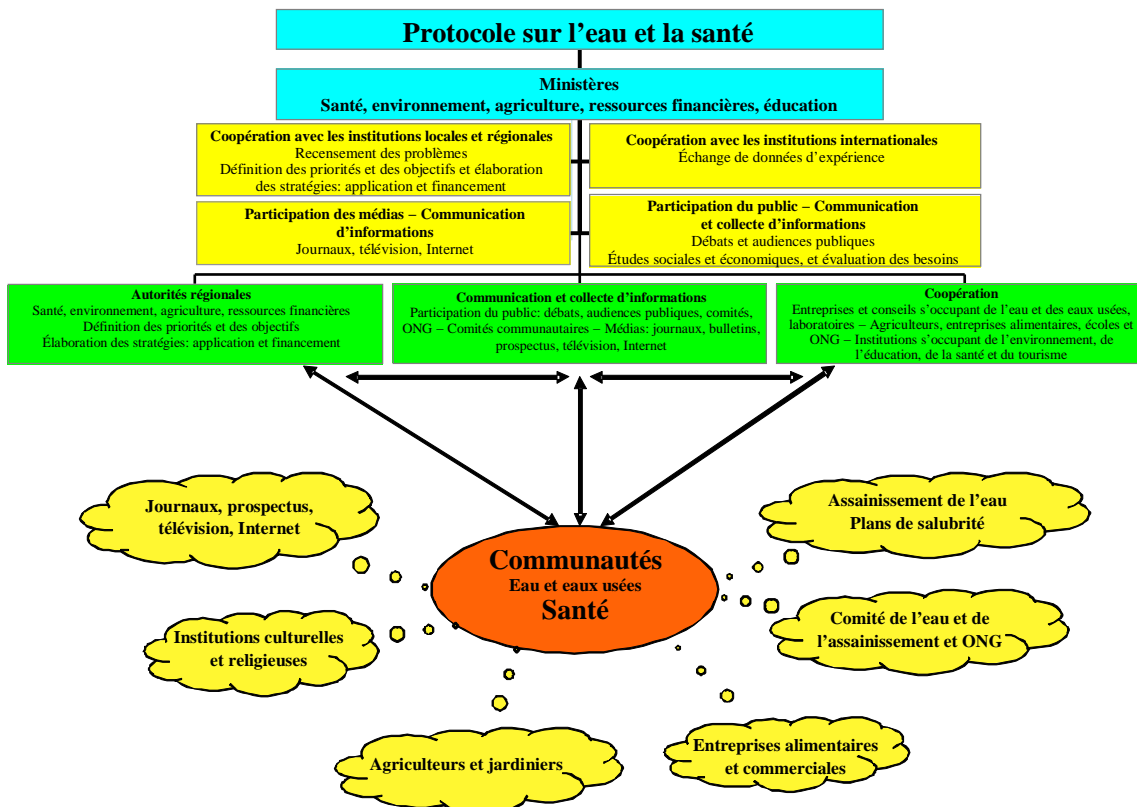 Protocole sur l'eau et la santé
Ministères
Santé, environnement, agriculture, ressources financières, éducation
Coopération avec les institutions locales et régionales
Recensement des problèmes
Définition des priorités et des objectifs et élaboration
des stratégies: application et financement
Coopération avec les institutions internationales
Échange de données d'expérience
Participation des médias – Communication
d'informations
Journaux, télévision, Internet
Participation du public – Communication
et collecte d'informations
Débats et audiences publiques
Études sociales et économiques, et évaluation des besoins
Autorités régionales
Santé, environnement, agriculture, ressources financières
Définition des priorités et des objectifs
Élaboration des stratégies: application et financement
Communication et collecte d'informations
Participation du public: débats, audiences publiques, comités,
ONG – Comités communautaires – Médias: journaux, bulletins,
prospectus, télévision, Internet
Coopération
Entreprises et conseils s'occupant de l'eau et des eaux usées,
laboratoires – Agriculteurs, entreprises alimentaires, écoles et
ONG – Institutions s'occupant de l'environnement, de
l'éducation, de la santé et du tourisme
Journaux, prospectus,
télévision, Internet
Assainissement de l'eau
Plans de salubrité
Communautés
Eau et eaux usées
Santé
Institutions culturelles
et religieuses
Comité de l'eau et de
l'assainissement et ONG
Agriculteurs et jardiniers
Entreprises alimentaires
et commerciales